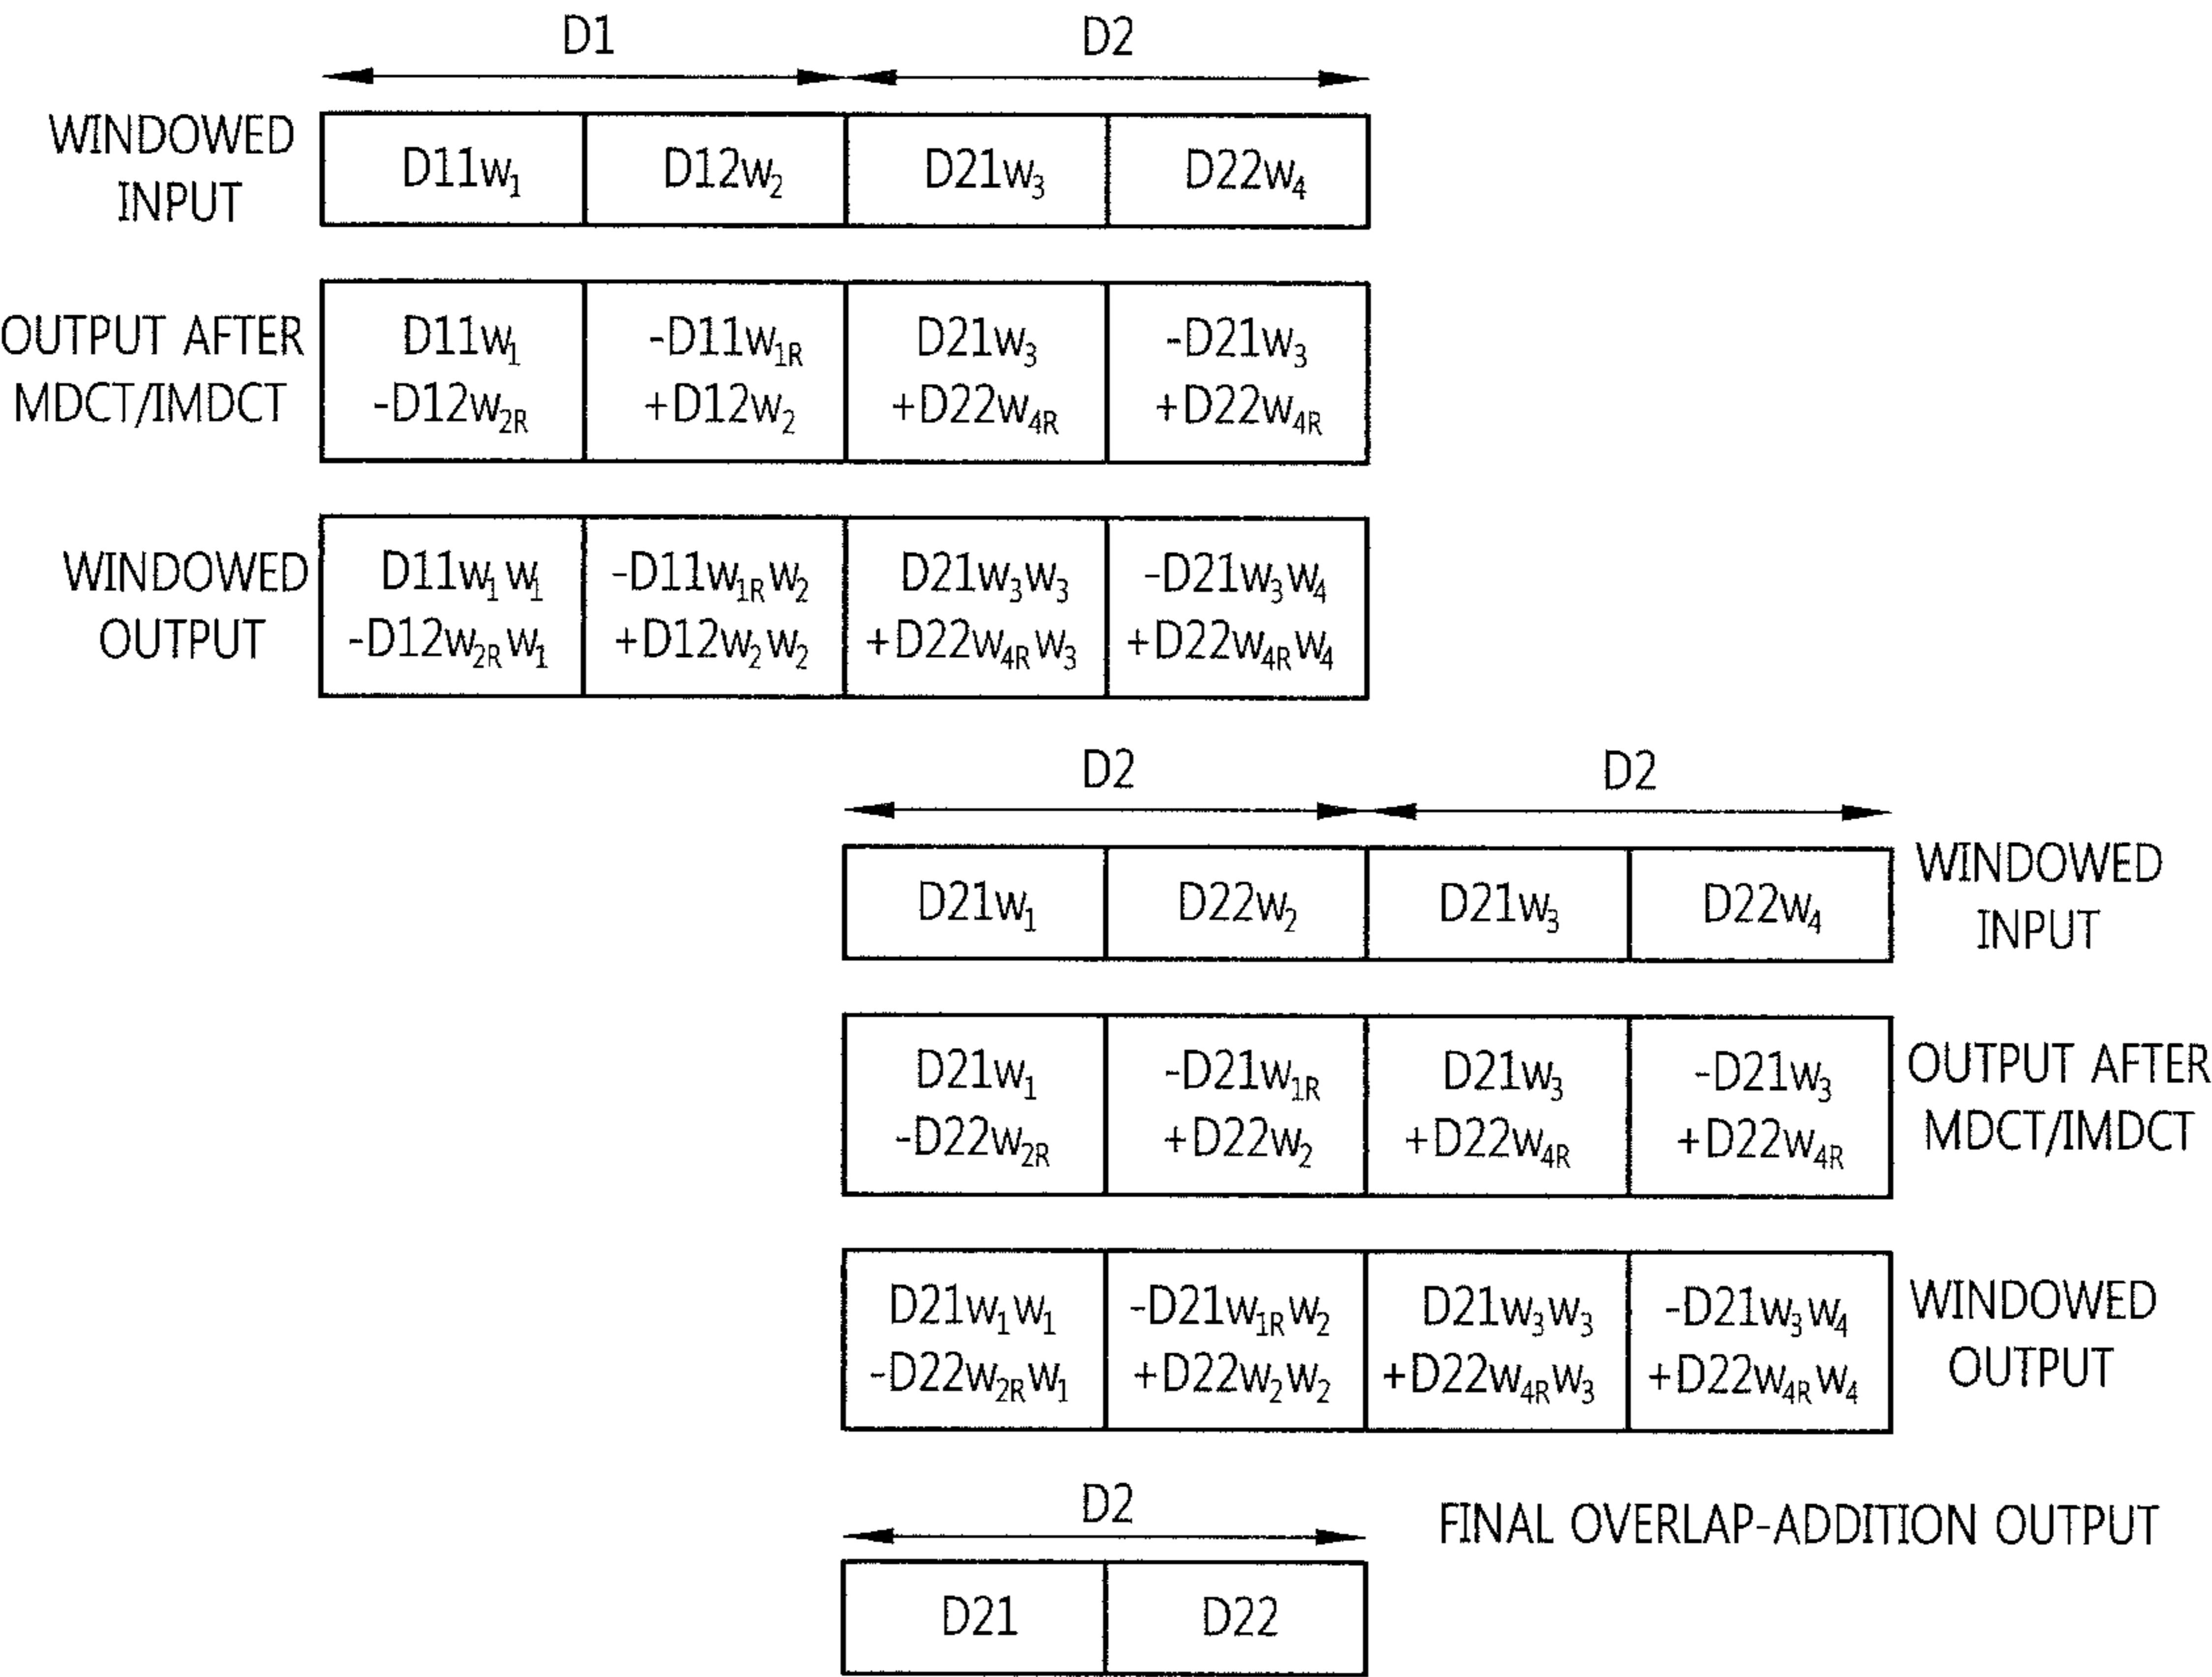 D1 D2
WINDOWED
INPUT
D11w₁ D12w₂ D21w₃ D22w₄
OUTPUT AFTER
MDCT/IMDCT
D11w₁ -D11w₁R D21w₃ -D21w₃
-D12w₂R +D12w₂ +D22w₄R +D22w₄R
WINDOWED
OUTPUT
D11w₁w₁ -D11w₁Rw₂ D21w₃w₃ -D21w₃w₄
-D12w₂Rw₁ +D12w₂w₂ +D22w₄Rw₃ +D22w₄Rw₄
D2 D2
D21w₁ D22w₂ D21w₃ D22w₄
WINDOWED
INPUT
D21w₁ -D21w₁R D21w₃ -D21w₃
-D22w₂R +D22w₂ +D22w₄R +D22w₄R
OUTPUT AFTER
MDCT/IMDCT
D21w₁w₁ -D21w₁Rw₂ D21w₃w₃ -D21w₃w₄
-D22w₂Rw₁ +D22w₂w₂ +D22w₄Rw₃ +D22w₄Rw₄
WINDOWED
OUTPUT
D2
FINAL OVERLAP-ADDITION OUTPUT
D21 D22